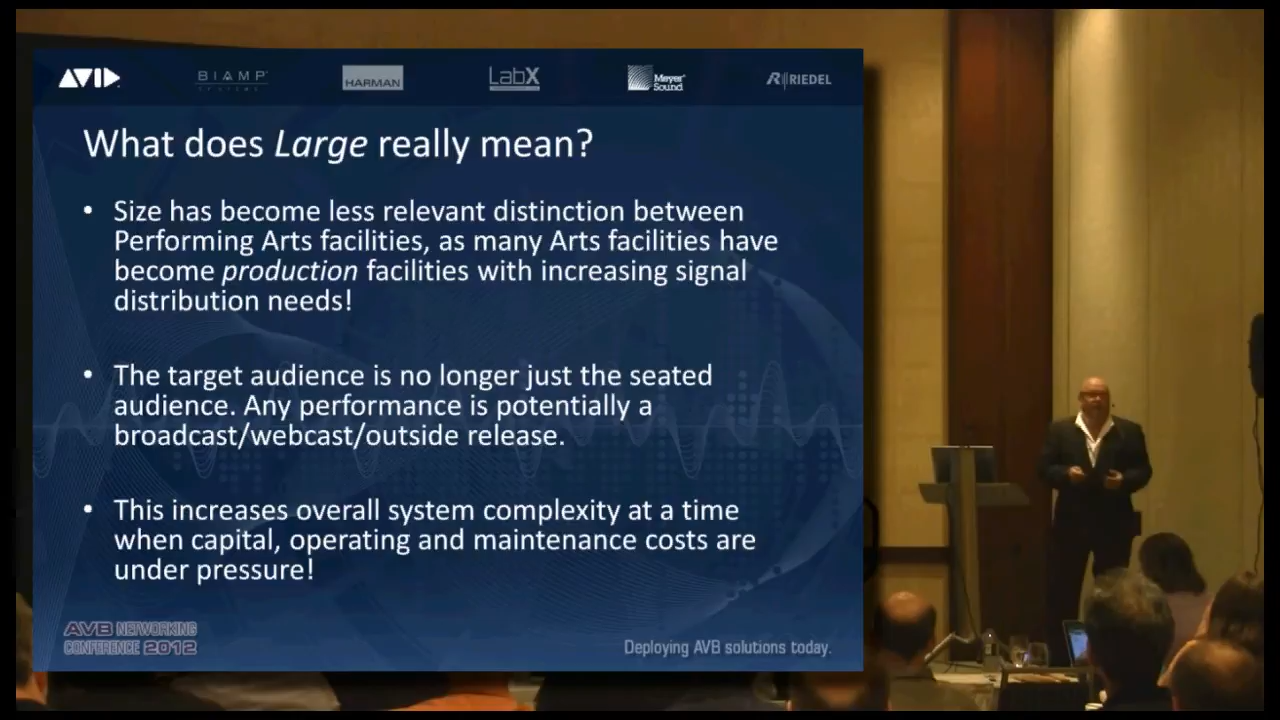 AVID
BIAMP
SYSTEMS
HARMAN
LabX
Meyer
Sound
RIEDEL
What does Large really mean?
• Size has become less relevant distinction between
Performing Arts facilities, as many Arts facilities have
become production facilities with increasing signal
distribution needs!
• The target audience is no longer just the seated
audience. Any performance is potentially a
broadcast/webcast/outside release.
• This increases overall system complexity at a time
when capital, operating and maintenance costs are
under pressure!
AVB NETWORKING
CONFERENCE 2012
Deploying AVB solutions today.